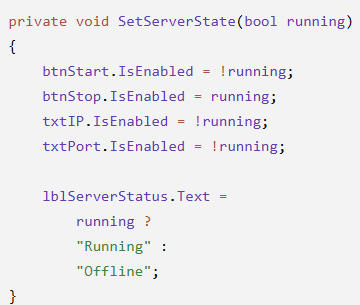 private void SetServerState(bool running)
{
    btnStart.IsEnabled = !running;
    btnStop.IsEnabled = running;
    txtIP.IsEnabled = !running;
    txtPort.IsEnabled = !running;

    lblServerStatus.Text =
        running ?
        "Running" :
        "Offline";
}